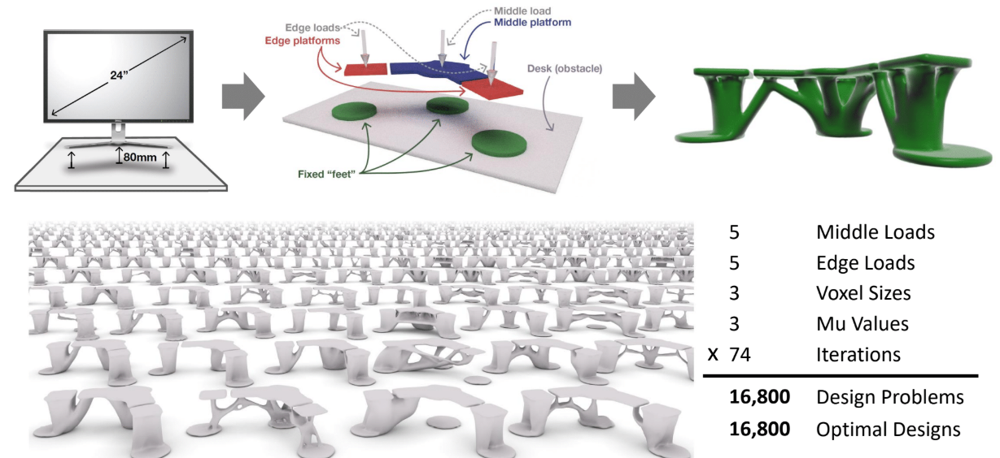 24"
80mm
Edge loads
Edge platforms
Middle load
Middle platform
Desk (obstacle)
Fixed “feet”
5 Middle Loads
5 Edge Loads
3 Voxel Sizes
3 Mu Values
x 74 Iterations
16,800 Design Problems
16,800 Optimal Designs